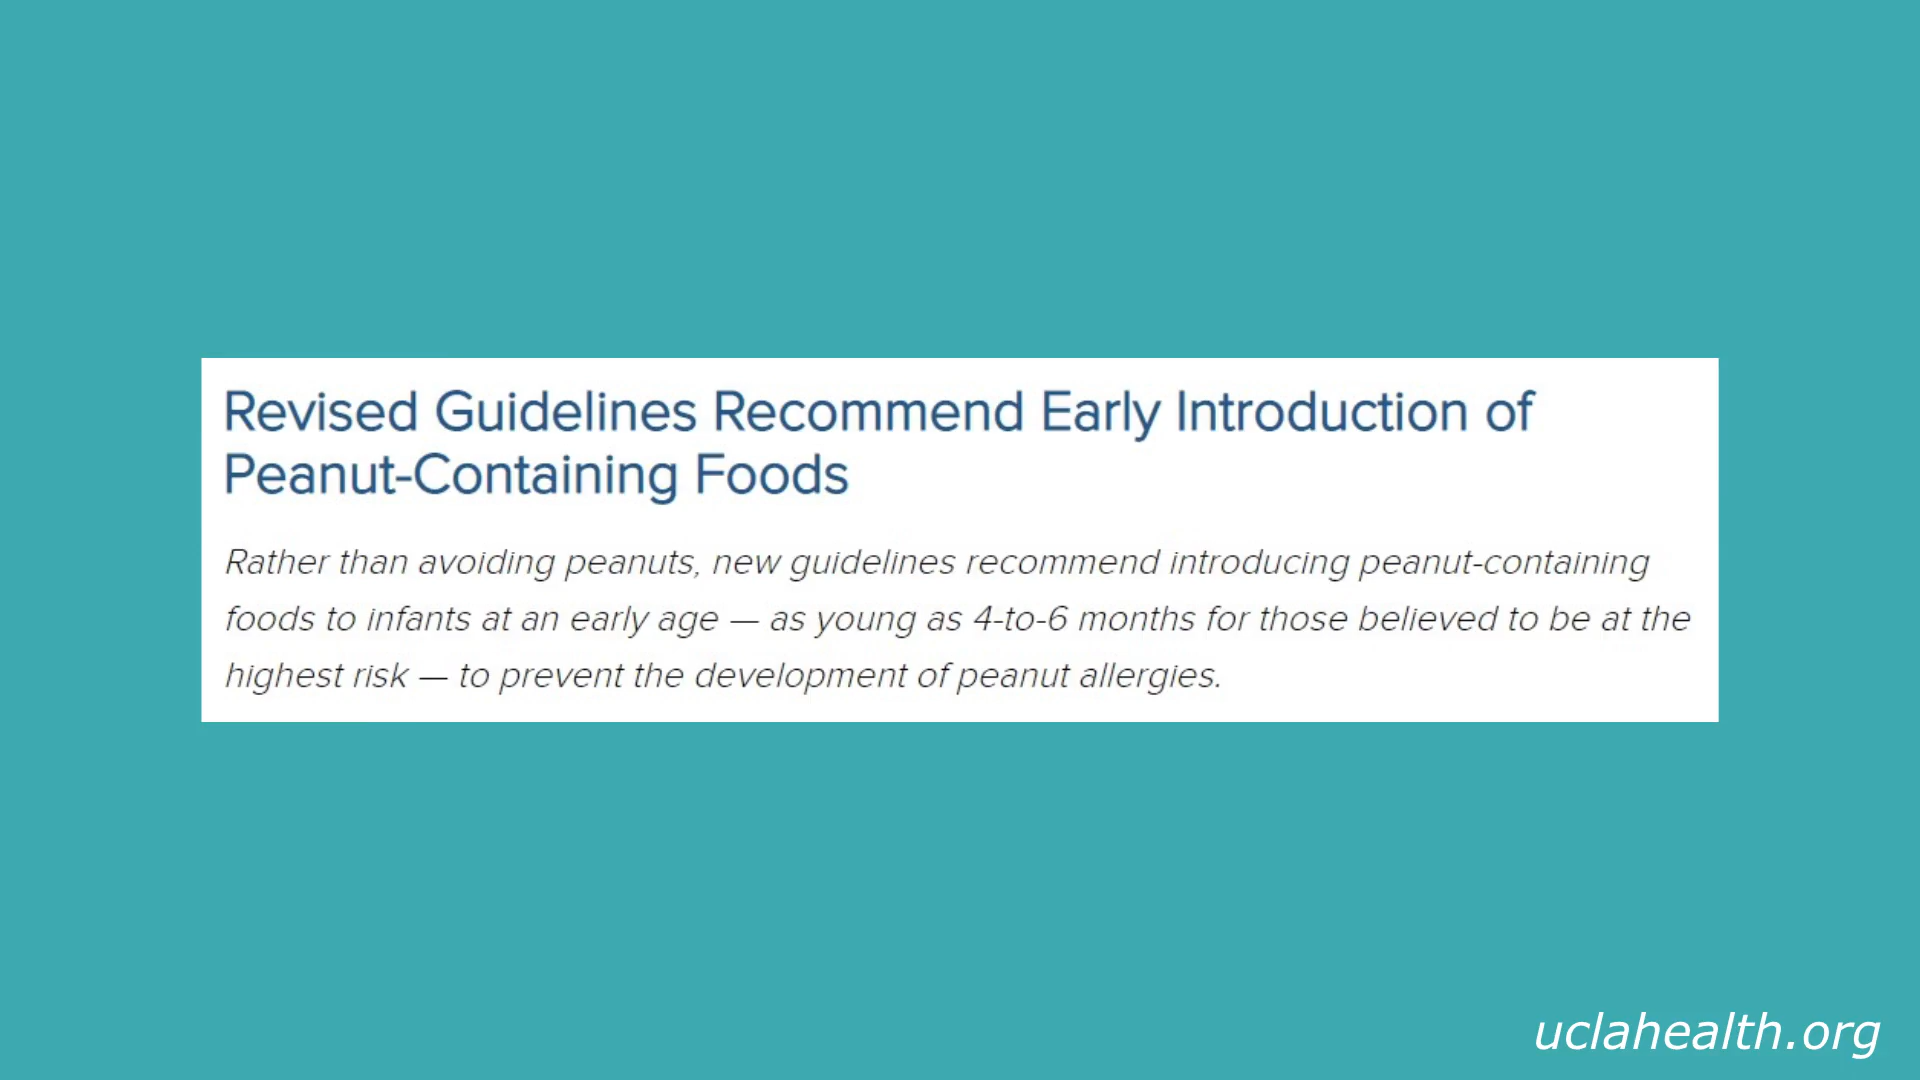 Revised Guidelines Recommend Early Introduction of
Peanut-Containing Foods
Rather than avoiding peanuts, new guidelines recommend introducing peanut-containing
foods to infants at an early age — as young as 4-to-6 months for those believed to be at the
highest risk — to prevent the development of peanut allergies.
uclahealth.org